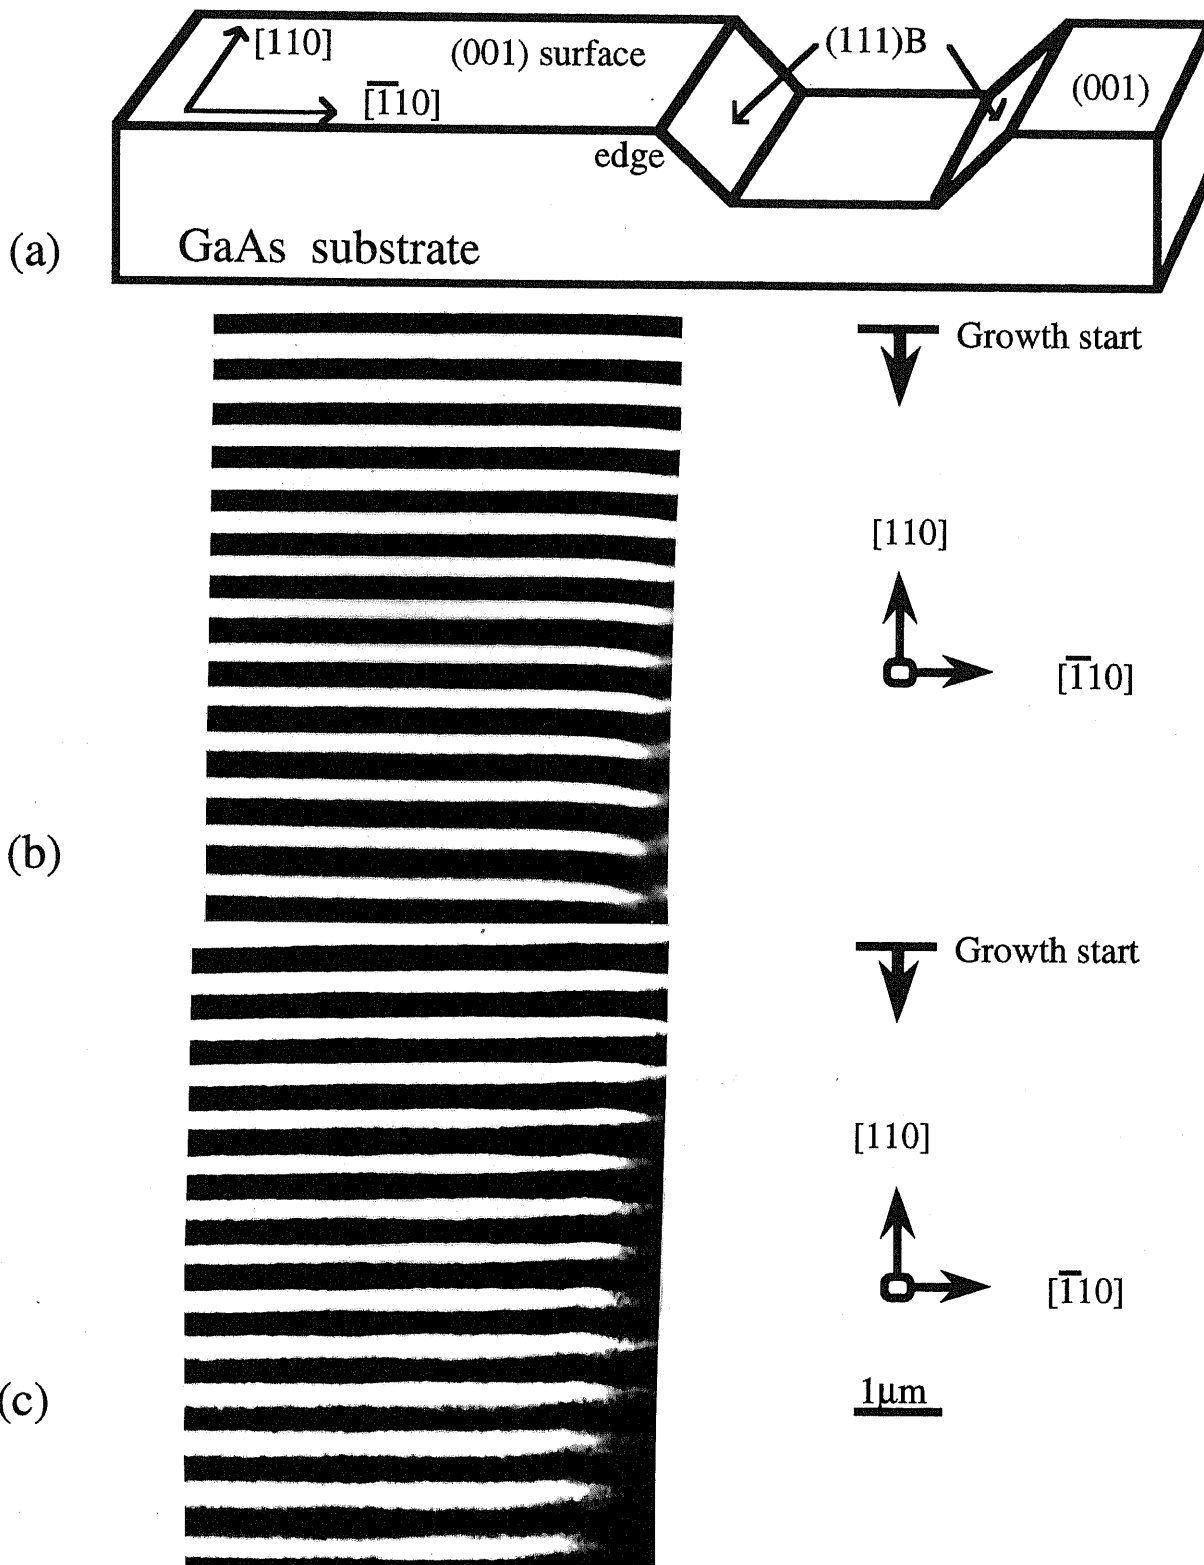 [110]
(001) surface
(111)B
(001)
[1̅10]
edge
(a)
GaAs substrate
Growth start
[110]
[1̅10]
(b)
Growth start
[110]
[1̅10]
1μm
(c)